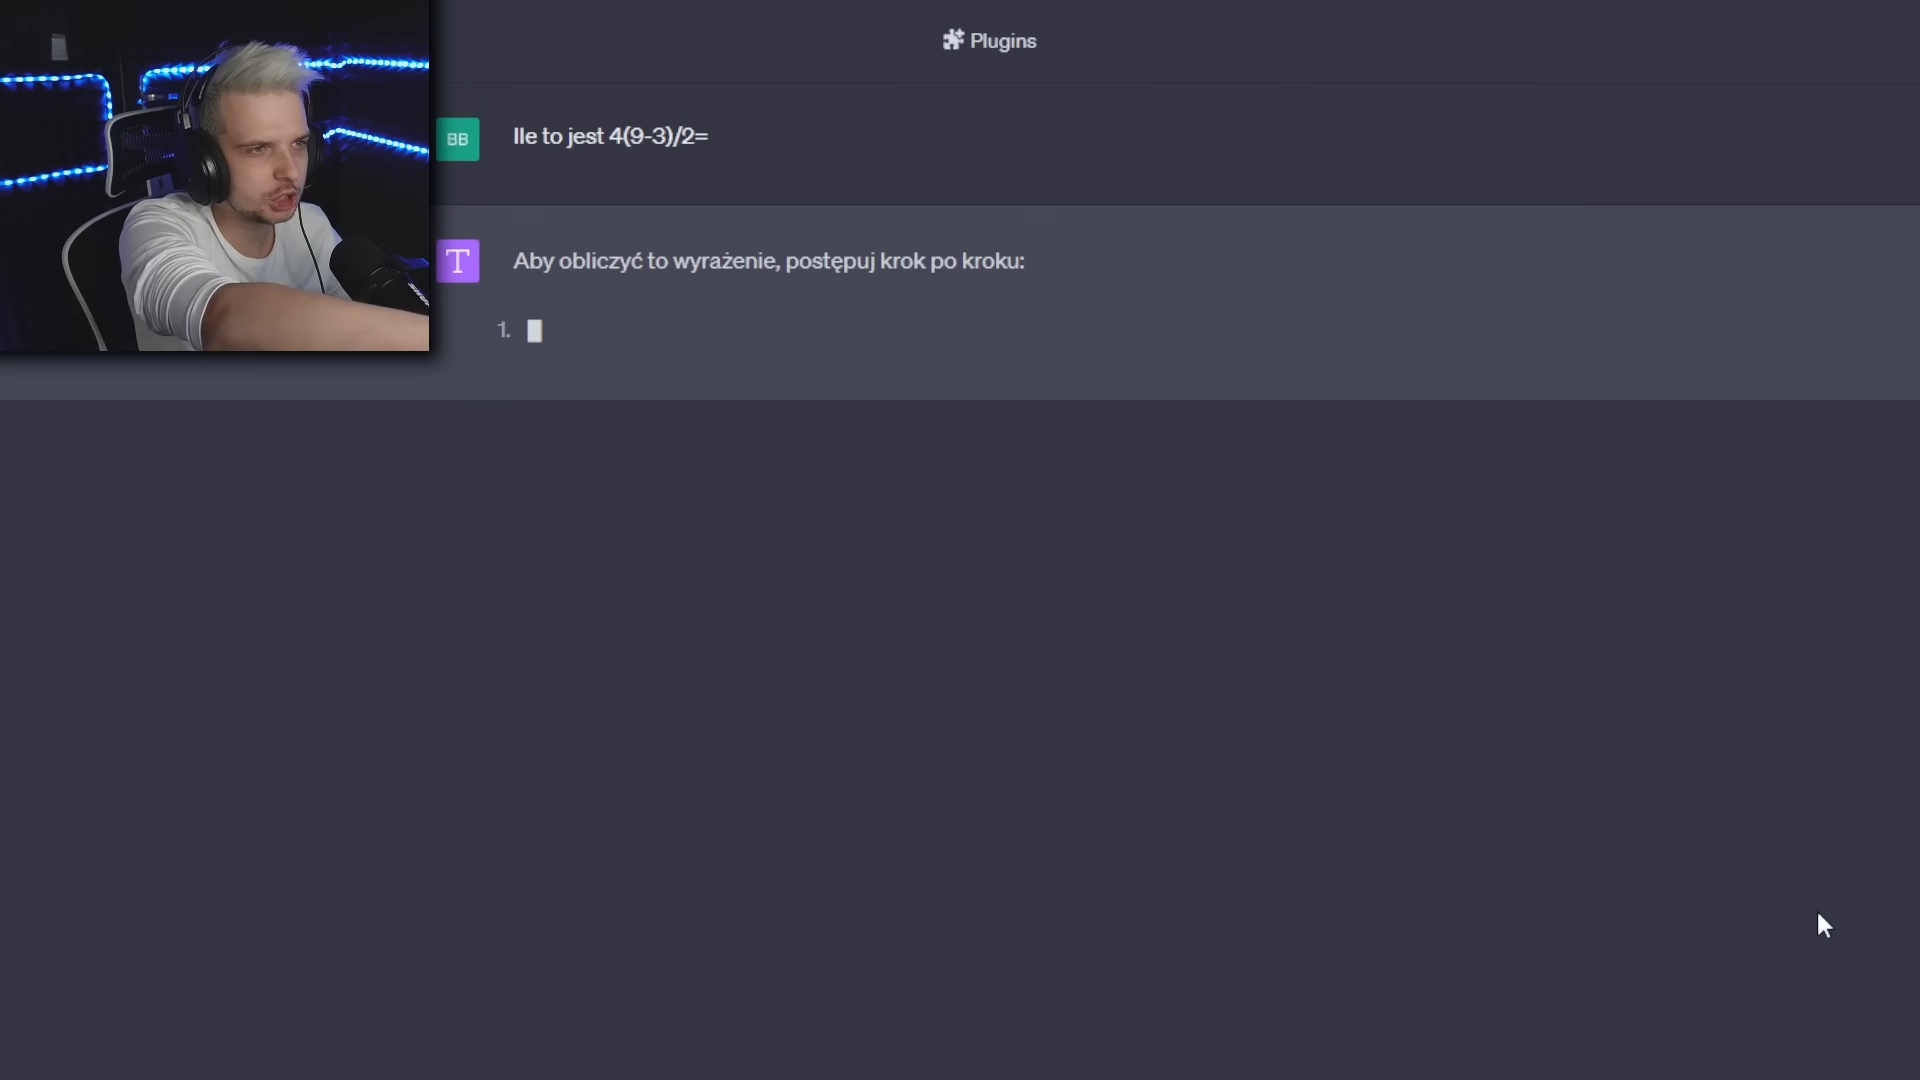 Plugins
BB
Ile to jest 4(9-3)/2=
T
Aby obliczyć to wyrażenie, postępuj krok po kroku:
1.